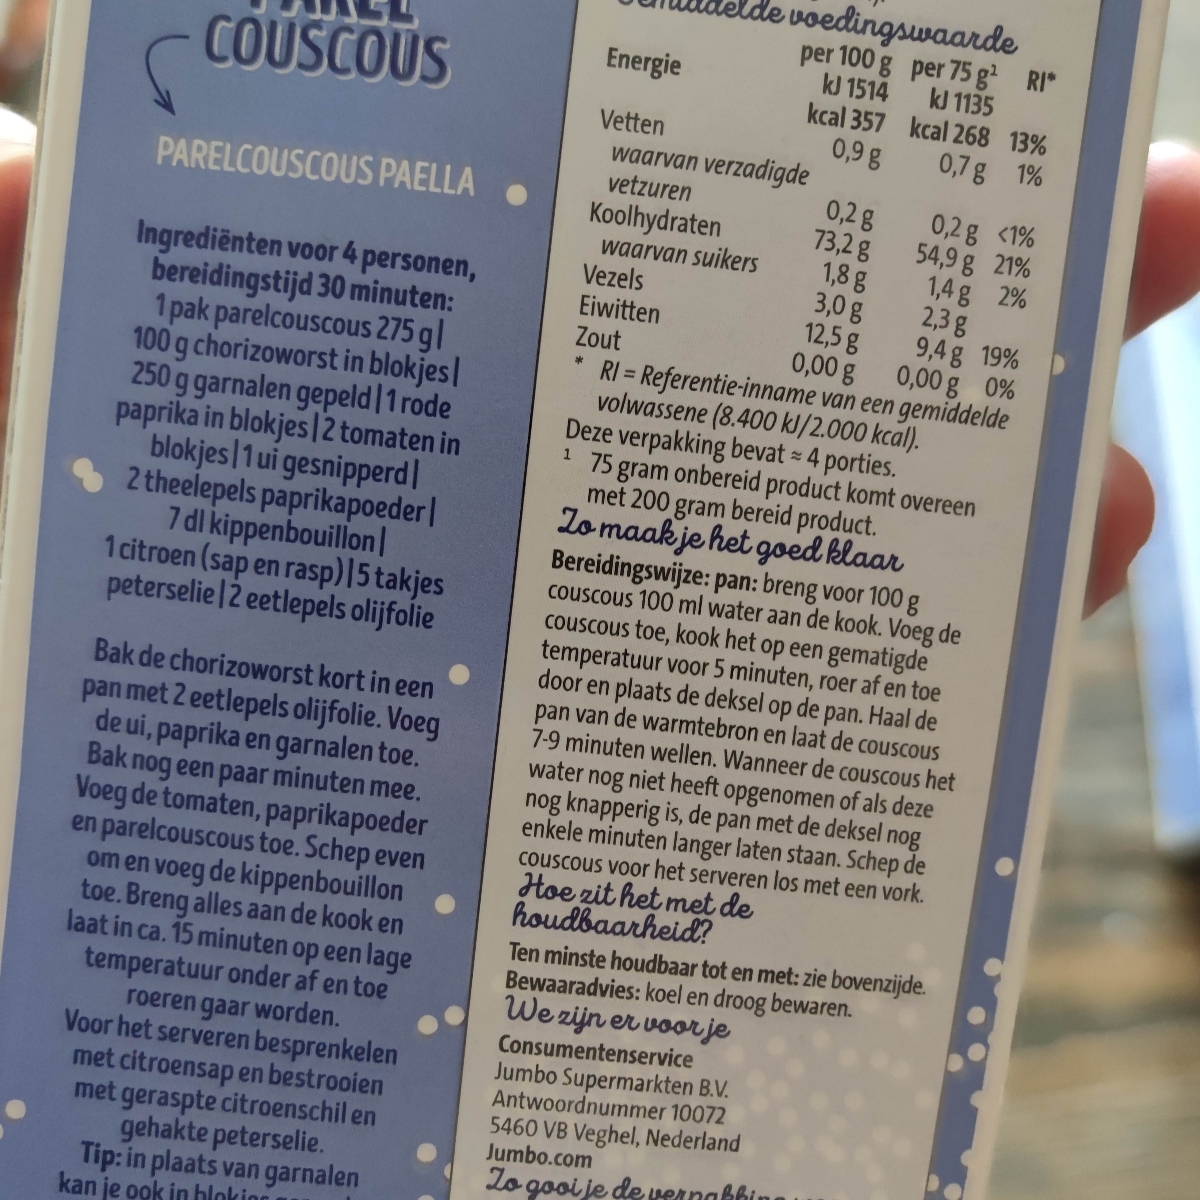 PAREL
COUSCOUS
PARELCOUSCOUS PAELLA
Ingrediënten voor 4 personen,
bereidingstijd 30 minuten:
1 pak parelcouscous 275 g |
100 g chorizoworst in blokjes |
250 g garnalen gepeld | 1 rode
paprika in blokjes | 2 tomaten in
blokjes | 1 ui gesnipperd |
2 theelepels paprikapoeder |
7 dl kippenbouillon |
1 citroen (sap en rasp) | 5 takjes
peterselie | 2 eetlepels olijfolie
Bak de chorizoworst kort in een
pan met 2 eetlepels olijfolie. Voeg
de ui, paprika en garnalen toe.
Bak nog een paar minuten mee.
Voeg de tomaten, paprikapoeder
en parelcouscous toe. Schep even
om en voeg de kippenbouillon
toe. Breng alles aan de kook en
laat in ca. 15 minuten op een lage
temperatuur onder af en toe
roeren gaar worden.
Voor het serveren besprenkelen
met citroensap en bestrooien
met geraspte citroenschil en
gehakte peterselie.
Tip: in plaats van garnalen
kan je ook in blokjes
Gemiddelde voedingswaarde
per 100 g per 75 g¹ RI*
Energie kJ 1514 kJ 1135
kcal 357 kcal 268 13%
Vetten 0,9 g 0,7 g 1%
waarvan verzadigde
vetzuren 0,2 g 0,2 g <1%
Koolhydraten 73,2 g 54,9 g 21%
waarvan suikers 1,8 g 1,4 g 2%
Vezels 3,0 g 2,3 g
Eiwitten 12,5 g 9,4 g 19%
Zout 0,00 g 0,00 g 0%
* RI = Referentie-inname van een gemiddelde
volwassene (8.400 kJ/2.000 kcal).
Deze verpakking bevat ≈ 4 porties.
¹ 75 gram onbereid product komt overeen
met 200 gram bereid product.
Zo maak je het goed klaar
Bereidingswijze: pan: breng voor 100 g
couscous 100 ml water aan de kook. Voeg de
couscous toe, kook het op een gematigde
temperatuur voor 5 minuten, roer af en toe
door en plaats de deksel op de pan. Haal de
pan van de warmtebron en laat de couscous
7-9 minuten wellen. Wanneer de couscous het
water nog niet heeft opgenomen of als deze
nog knapperig is, de pan met de deksel nog
enkele minuten langer laten staan. Schep de
couscous voor het serveren los met een vork.
Hoe zit het met de
houdbaarheid?
Ten minste houdbaar tot en met: zie bovenzijde.
Bewaaradvies: koel en droog bewaren.
We zijn er voor je
Consumentenservice
Jumbo Supermarkten B.V.
Antwoordnummer 10072
5460 VB Veghel, Nederland
Jumbo.com
Zo gooi je de verpakking